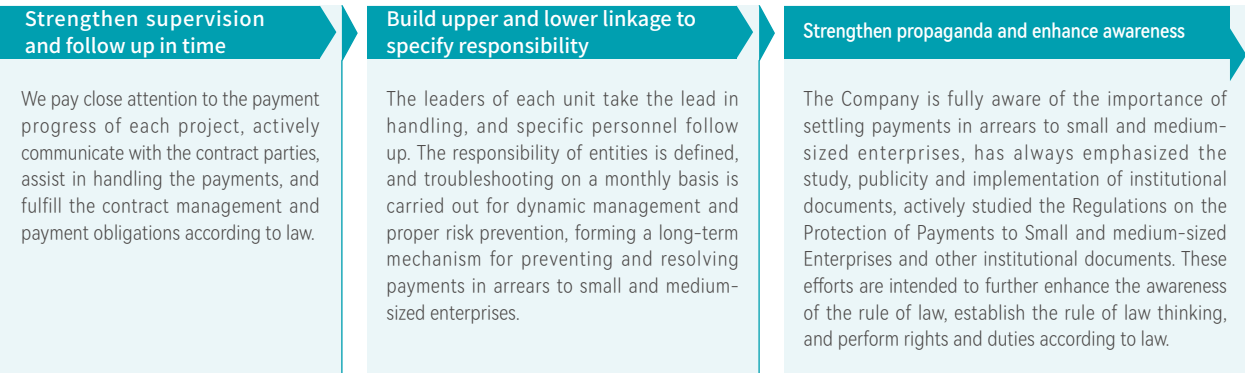 Strengthen supervision
and follow up in time
We pay close attention to the payment
progress of each project, actively
communicate with the contract parties,
assist in handling the payments, and
fulfill the contract management and
payment obligations according to law.
Build upper and lower linkage to
specify responsibility
The leaders of each unit take the lead in
handling, and specific personnel follow
up. The responsibility of entities is defined,
and troubleshooting on a monthly basis is
carried out for dynamic management and
proper risk prevention, forming a long-term
mechanism for preventing and resolving
payments in arrears to small and medium-
sized enterprises.
Strengthen propaganda and enhance awareness
The Company is fully aware of the importance of
settling payments in arrears to small and medium-
sized enterprises, has always emphasized the
study, publicity and implementation of institutional
documents, actively studied the Regulations on the
Protection of Payments to Small and medium-sized
Enterprises and other institutional documents. These
efforts are intended to further enhance the awareness
of the rule of law, establish the rule of law thinking,
and perform rights and duties according to law.